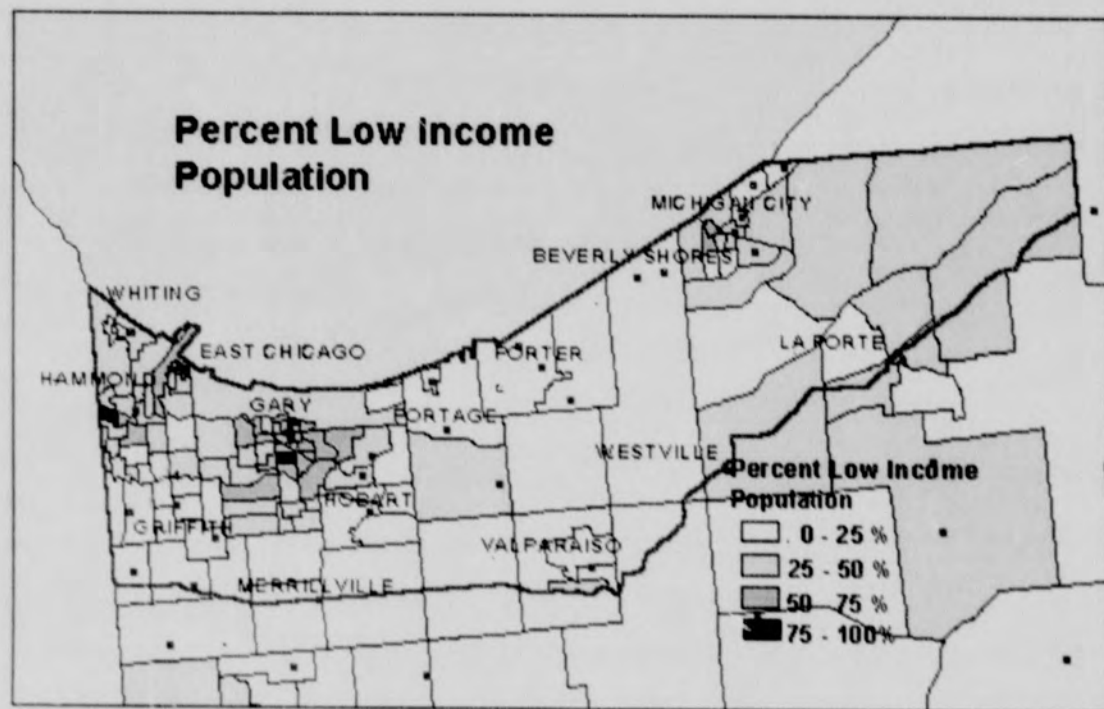 Percent Low Income
Population
MICHIGAN CITY
BEVERLY SHORES
WHITING
EAST CHICAGO
LA PORTE
PORTER
HAMMOND
GARY
PORTAGE
WESTVILLE
Percent Low Income
Population
HOBART
GRIFFITH
. 0 - 25 %
VALPARAISO
25 - 50 %
MERRILLVILLE
50 - 75 %
75 - 100%